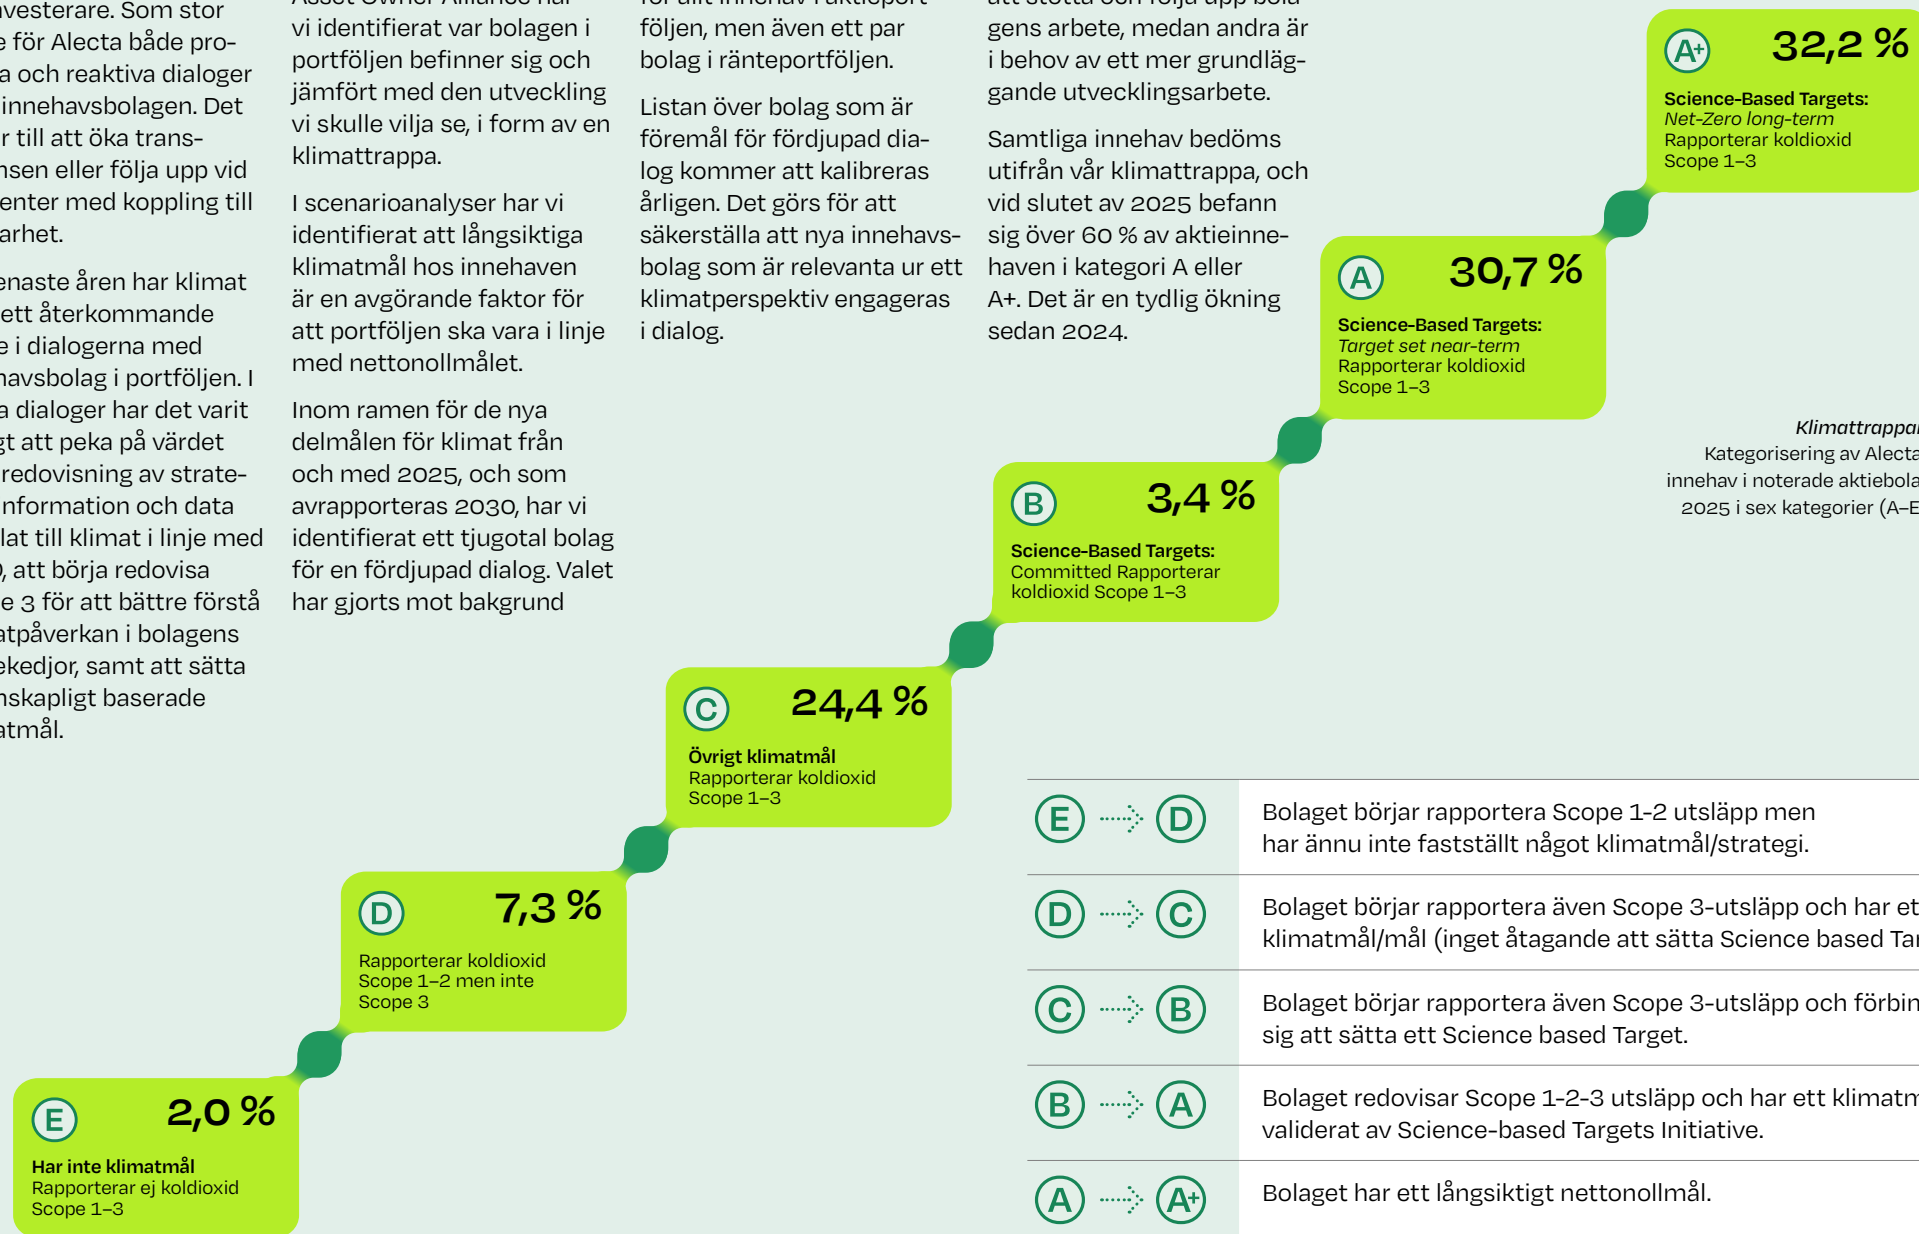 nvesterare. Som stor
e för Alecta både pro-
a och reaktiva dialoger
innehavsbolagen. Det
r till att öka trans-
nsen eller följa upp vid
enter med koppling till
arhet.
enaste åren har klimat
ett återkommande
e i dialogerna med
havsbolag i portföljen. I
a dialoger har det varit
gt att peka på värdet
redovisning av strate-
nformation och data
lat till klimat i linje med
, att börja redovisa
e 3 för att bättre förstå
atpåverkan i bolagens
ekedjor, samt att sätta
nskapligt baserade
atmål.
Asset Owner Alliance har
vi identifierat var bolagen i
portföljen befinner sig och
jämfört med den utveckling
vi skulle vilja se, i form av en
klimattrappa.
I scenarioanalyser har vi
identifierat att långsiktiga
klimatmål hos innehaven
är en avgörande faktor för
att portföljen ska vara i linje
med nettonollmålet.
Inom ramen för de nya
delmålen för klimat från
och med 2025, och som
avrapporteras 2030, har vi
identifierat ett tjugotal bolag
för en fördjupad dialog. Valet
har gjorts mot bakgrund
för allt innehav i aktieport-
följen, men även ett par
bolag i ränteportföljen.
Listan över bolag som är
föremål för fördjupad dia-
log kommer att kalibreras
årligen. Det görs för att
säkerställa att nya innehavs-
bolag som är relevanta ur ett
klimatperspektiv engageras
i dialog.
att stötta och följa upp bola-
gens arbete, medan andra är
i behov av ett mer grundläg-
gande utvecklingsarbete.
Samtliga innehav bedöms
utifrån vår klimattrappa, och
vid slutet av 2025 befann
sig över 60 % av aktieinne-
haven i kategori A eller
A+. Det är en tydlig ökning
sedan 2024.
A+ 32,2 %
Science-Based Targets:
Net-Zero long-term
Rapporterar koldioxid
Scope 1–3
A 30,7 %
Science-Based Targets:
Target set near-term
Rapporterar koldioxid
Scope 1–3
B 3,4 %
Science-Based Targets:
Committed Rapporterar
koldioxid Scope 1–3
C 24,4 %
Övrigt klimatmål
Rapporterar koldioxid
Scope 1–3
D 7,3 %
Rapporterar koldioxid
Scope 1–2 men inte
Scope 3
E 2,0 %
Har inte klimatmål
Rapporterar ej koldioxid
Scope 1–3
Klimattrappa
Kategorisering av Alecta
innehav i noterade aktiebola
2025 i sex kategorier (A–E
E D Bolaget börjar rapportera Scope 1-2 utsläpp men
har ännu inte fastställt något klimatmål/strategi.
D C Bolaget börjar rapportera även Scope 3-utsläpp och har et
klimatmål/mål (inget åtagande att sätta Science based Tar
C B Bolaget börjar rapportera även Scope 3-utsläpp och förbin
sig att sätta ett Science based Target.
B A Bolaget redovisar Scope 1-2-3 utsläpp och har ett klimatm
validerat av Science-based Targets Initiative.
A A+ Bolaget har ett långsiktigt nettonollmål.